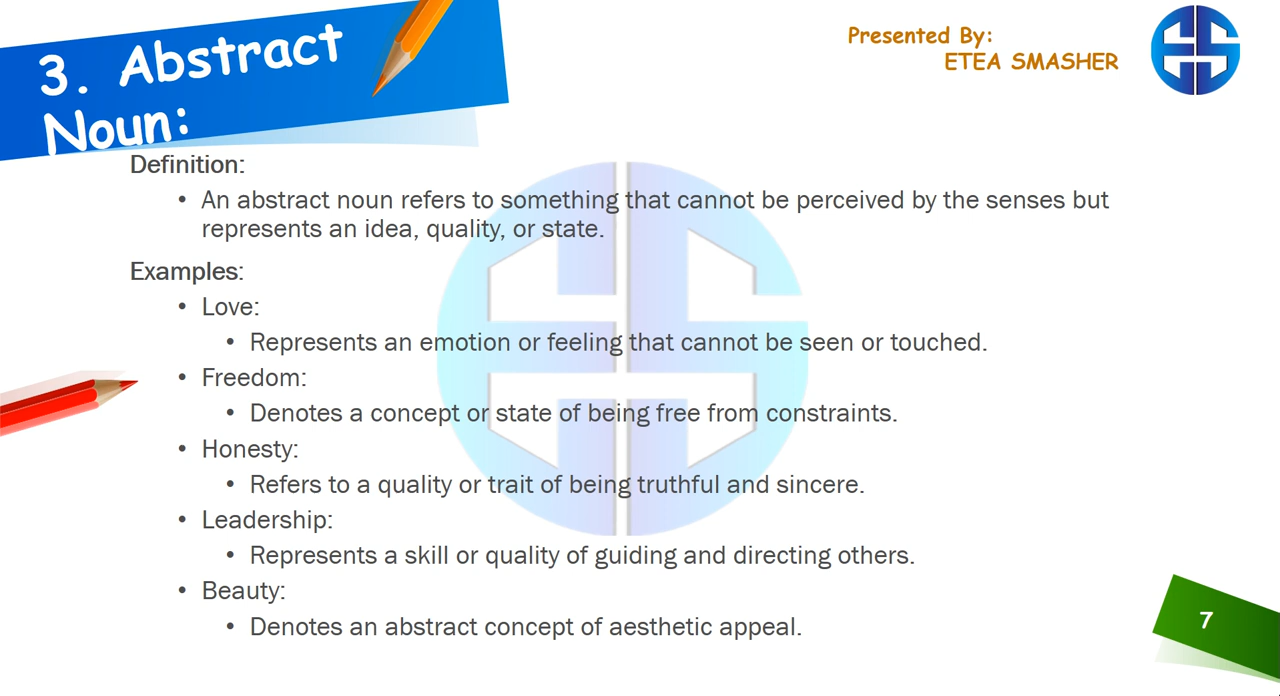 3. Abstract
Noun:
Presented By:
ETEA SMASHER
Definition:
• An abstract noun refers to something that cannot be perceived by the senses but
represents an idea, quality, or state.
Examples:
• Love:
• Represents an emotion or feeling that cannot be seen or touched.
• Freedom:
• Denotes a concept or state of being free from constraints.
• Honesty:
• Refers to a quality or trait of being truthful and sincere.
• Leadership:
• Represents a skill or quality of guiding and directing others.
• Beauty:
• Denotes an abstract concept of aesthetic appeal.
7